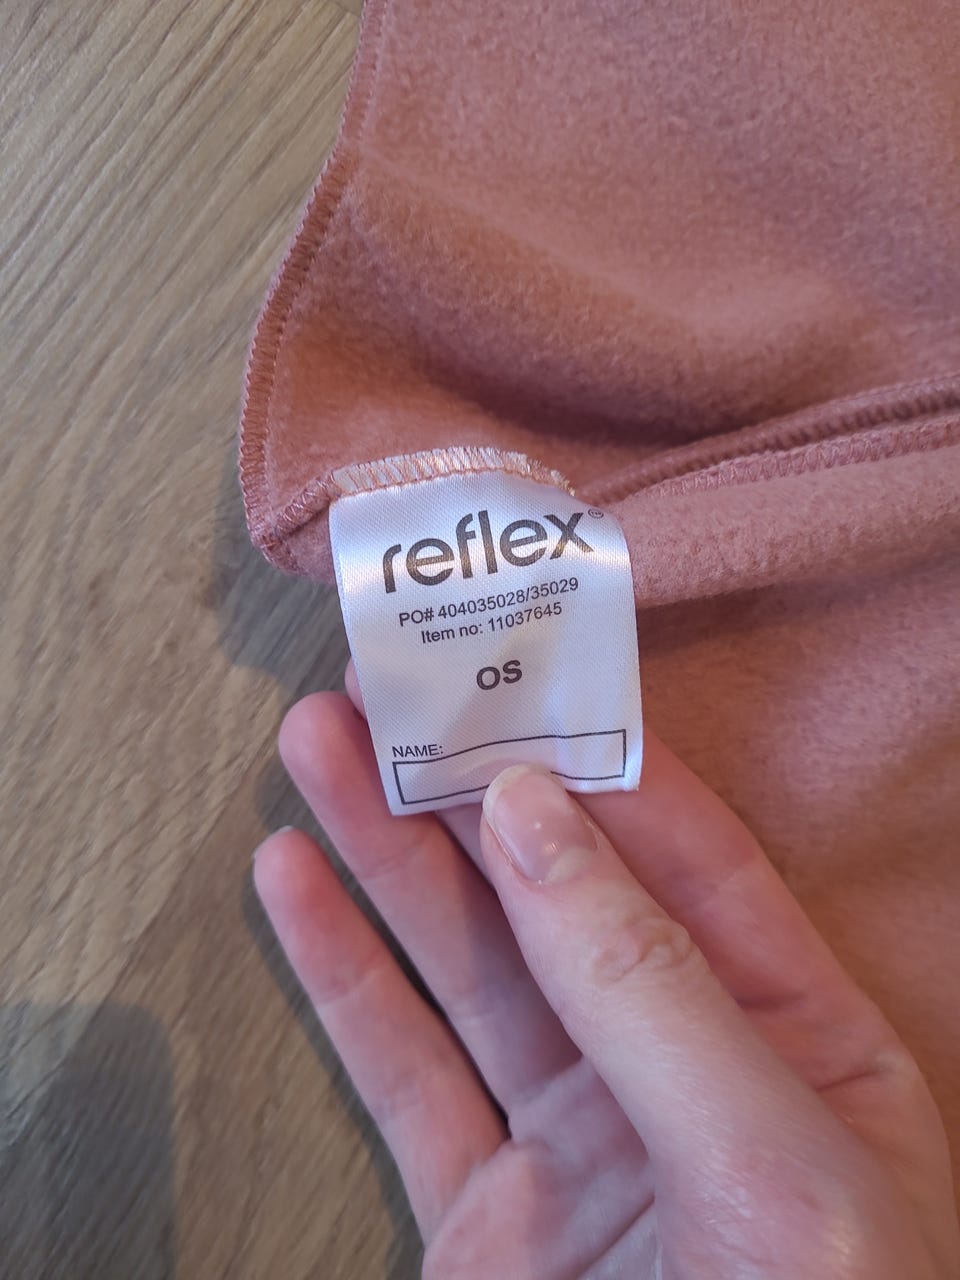 reflex®
PO# 404035028/35029
Item no: 11037645
OS
NAME: